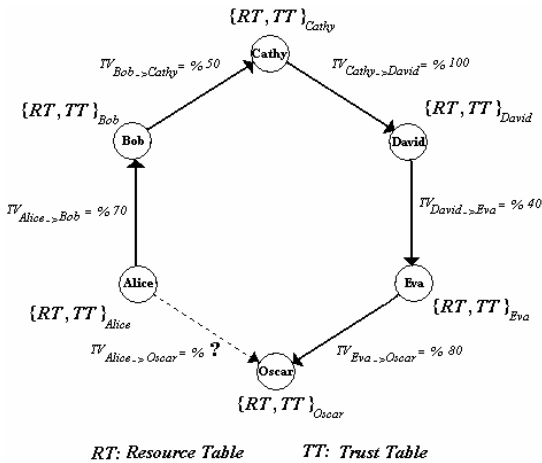 {RT, TT}Cathy
Cathy
TVBob->Cathy= % 50
TVCathy->David= % 100
{RT, TT}Bob
{RT, TT}David
Bob
David
TVAlice->Bob= % 70
TVDavid->Eva= % 40
Alice
Eva
{RT, TT}Alice
{RT, TT}Eva
TVAlice->Oscar= % ?
TVEva->Oscar= % 80
Oscar
{RT, TT}Oscar
RT: Resource Table TT: Trust Table